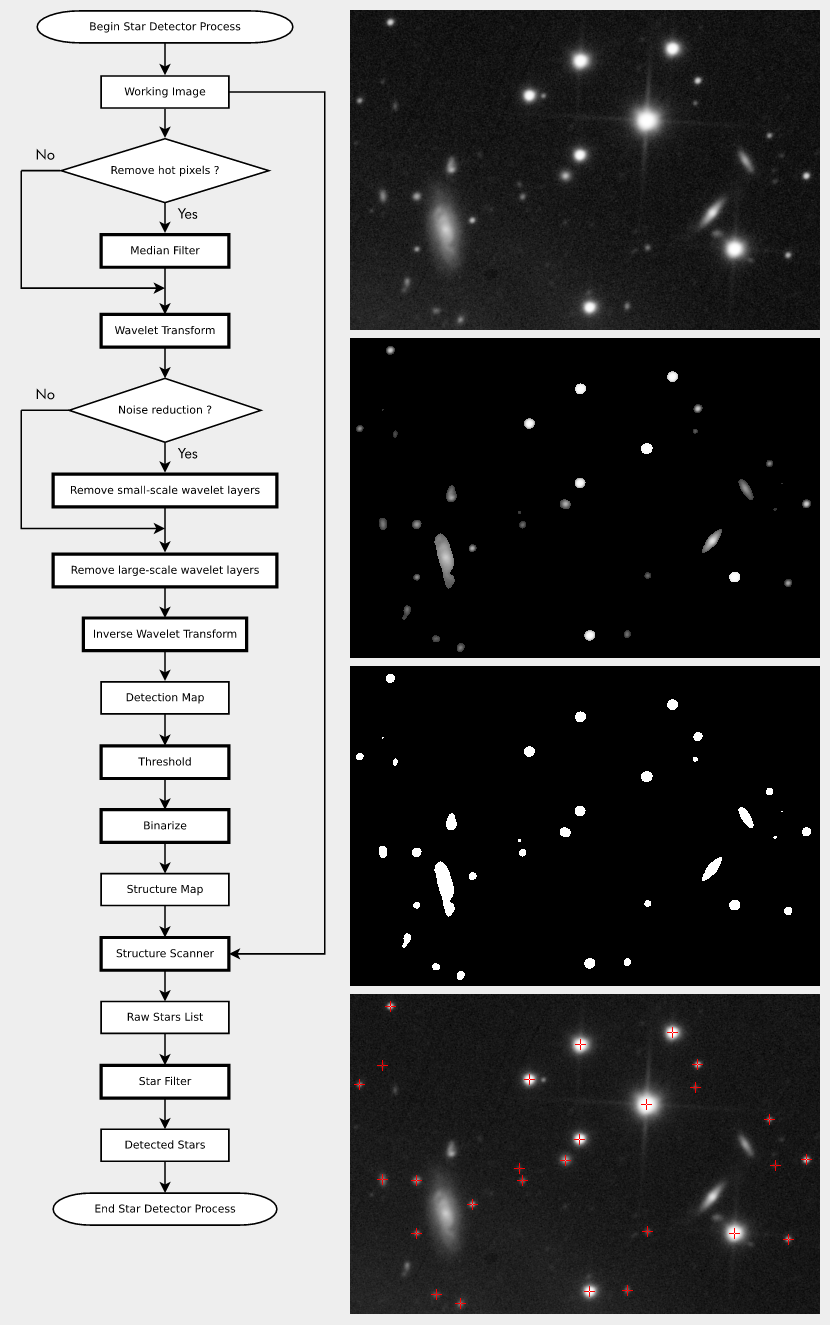 Begin Star Detector Process
Working Image
No
Remove hot pixels ?
Yes
Median Filter
Wavelet Transform
No
Noise reduction ?
Yes
Remove small-scale wavelet layers
Remove large-scale wavelet layers
Inverse Wavelet Transform
Detection Map
Threshold
Binarize
Structure Map
Structure Scanner
Raw Stars List
Star Filter
Detected Stars
End Star Detector Process